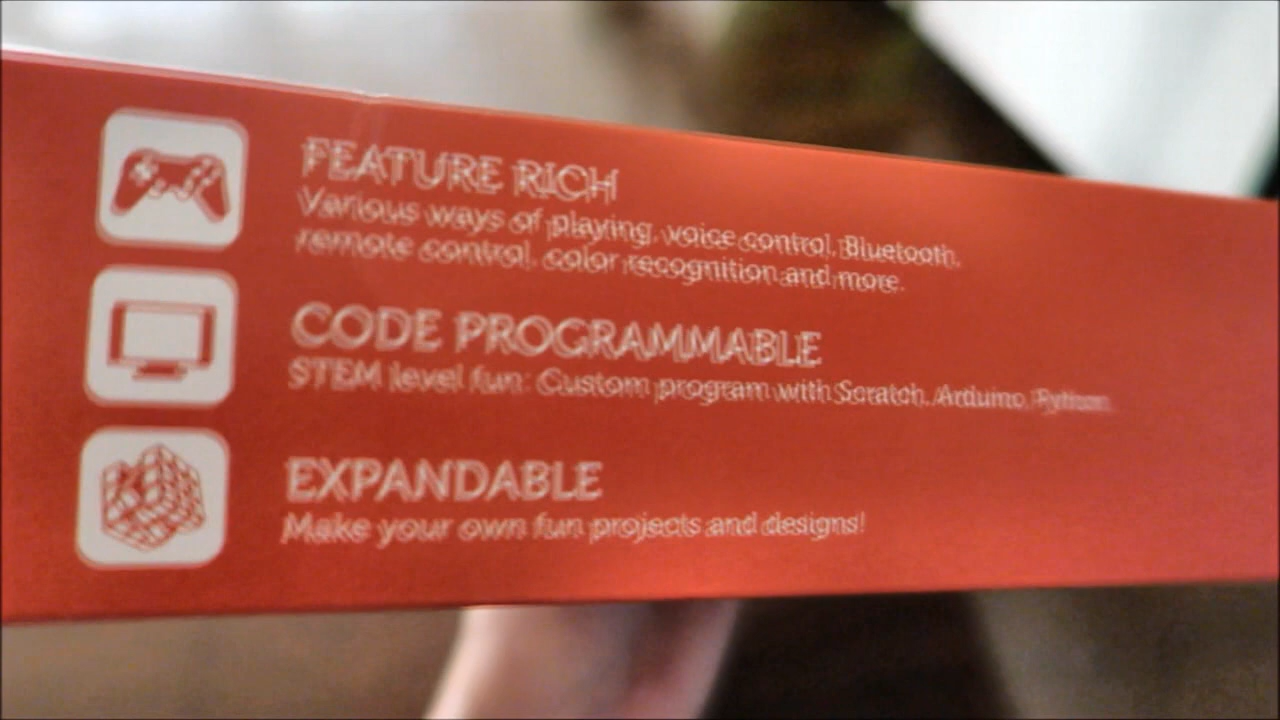 FEATURE RICH
Various ways of playing, voice control, Bluetooth,
remote control, color recognition and more.
CODE PROGRAMMABLE
STEM level fun: Custom program with Scratch, Arduino, Python.
EXPANDABLE
Make your own fun projects and designs!